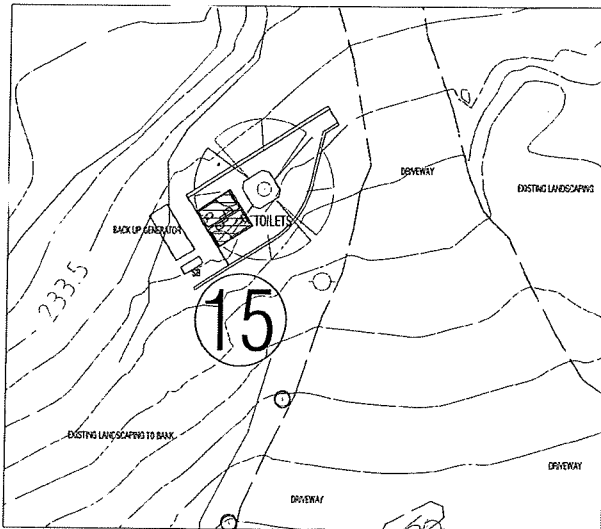 DRIVEWAY
EXISTING LANDSCAPING
TOILETS
BACK UP GENERATOR
233.5
15
EXISTING LANDSCAPING TO BANK
DRIVEWAY
DRIVEWAY